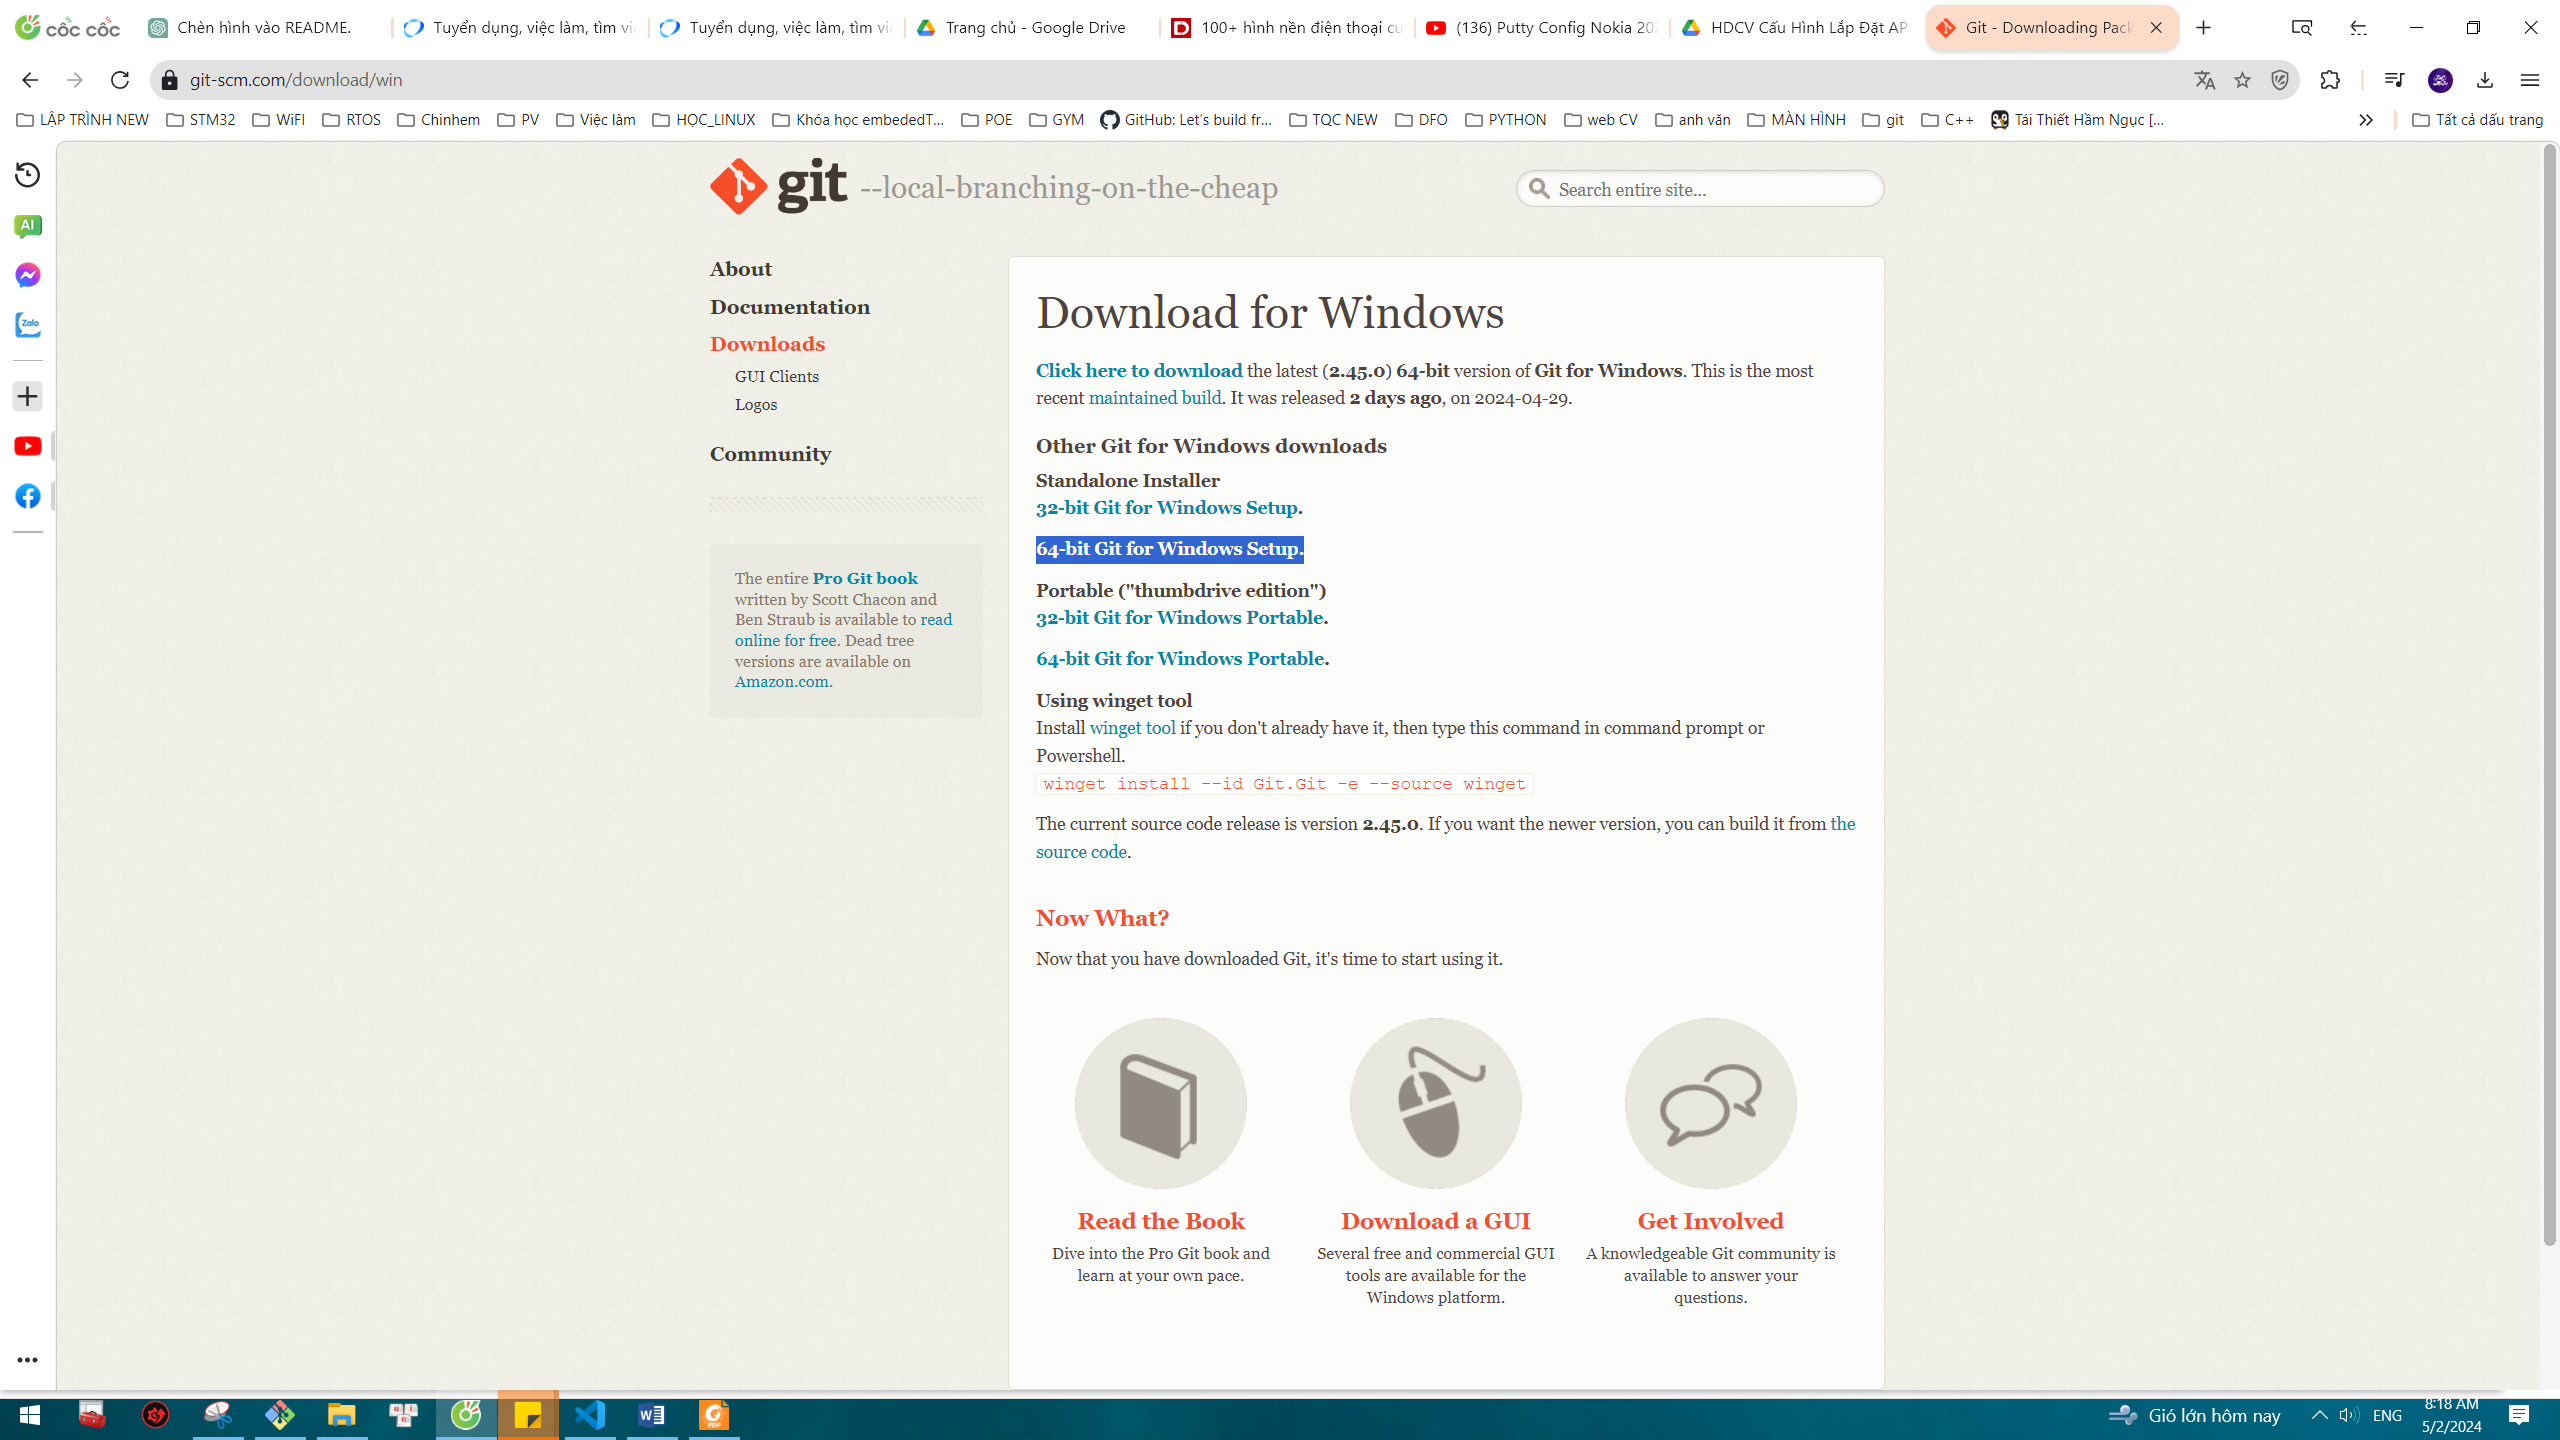 cốc cốc
Chèn hình vào README.
Tuyển dụng, việc làm, tìm việ
Tuyển dụng, việc làm, tìm việ
Trang chủ - Google Drive
100+ hình nền điện thoại cu
(136) Putty Config Nokia 202
HDCV Cấu Hình Lắp Đặt AP
Git - Downloading Pack
git-scm.com/download/win
LẬP TRÌNH NEW
STM32
WiFI
RTOS
Chinhem
PV
Việc làm
HỌC_LINUX
Khóa học embededT...
POE
GYM
GitHub: Let's build fr...
TQC NEW
DFO
PYTHON
web CV
anh văn
MÀN HÌNH
git
C++
Tái Thiết Hầm Ngục [...
Tất cả dấu trang
AI
Zalo
git --local-branching-on-the-cheap
Search entire site...
About
Documentation
Downloads
GUI Clients
Logos
Community
The entire Pro Git book
written by Scott Chacon and
Ben Straub is available to read
online for free. Dead tree
versions are available on
Amazon.com.
Download for Windows
Click here to download the latest (2.45.0) 64-bit version of Git for Windows. This is the most
recent maintained build. It was released 2 days ago, on 2024-04-29.
Other Git for Windows downloads
Standalone Installer
32-bit Git for Windows Setup.
64-bit Git for Windows Setup.
Portable ("thumbdrive edition")
32-bit Git for Windows Portable.
64-bit Git for Windows Portable.
Using winget tool
Install winget tool if you don't already have it, then type this command in command prompt or
Powershell.
winget install --id Git.Git -e --source winget
The current source code release is version 2.45.0. If you want the newer version, you can build it from the
source code.
Now What?
Now that you have downloaded Git, it's time to start using it.
Read the Book
Dive into the Pro Git book and
learn at your own pace.
Download a GUI
Several free and commercial GUI
tools are available for the
Windows platform.
Get Involved
A knowledgeable Git community is
available to answer your
questions.
PDF
Gió lớn hôm nay
ENG
8:18 AM
5/2/2024